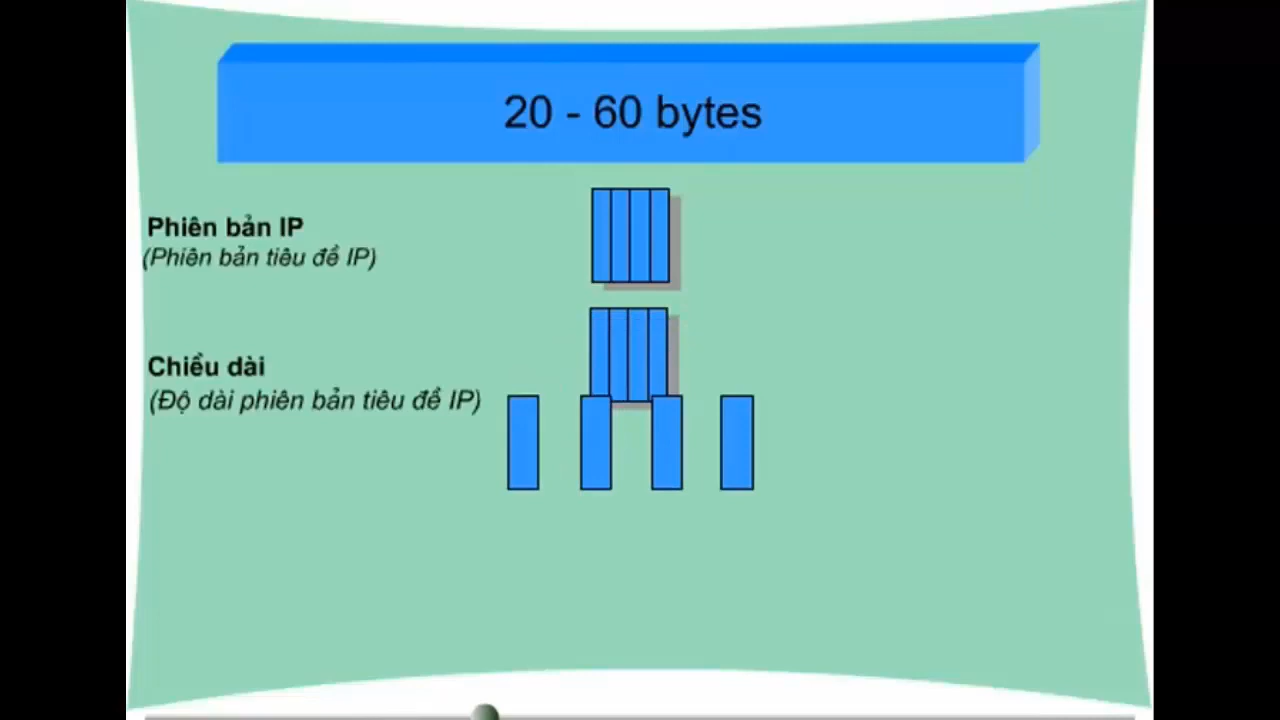 20 - 60 bytes
Phiên bản IP
(Phiên bản tiêu đề IP)
Chiều dài
(Độ dài phiên bản tiêu đề IP)